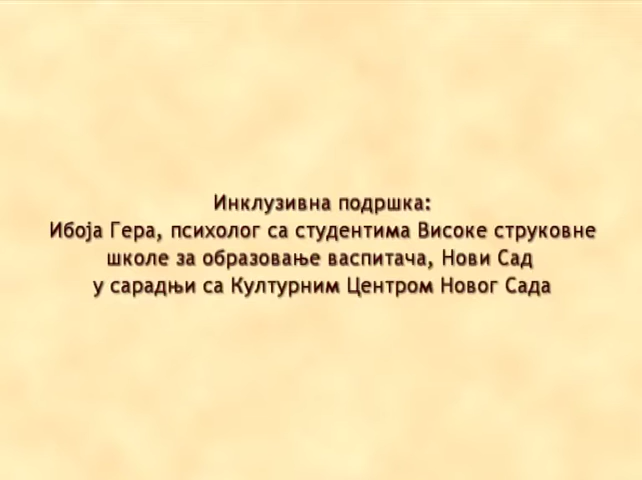 Инклузивна подршка:
Ибоја Гера, психолог са студентима Високе струковне
школе за образовање васпитача, Нови Сад
у сарадњи са Културним Центром Новог Сада